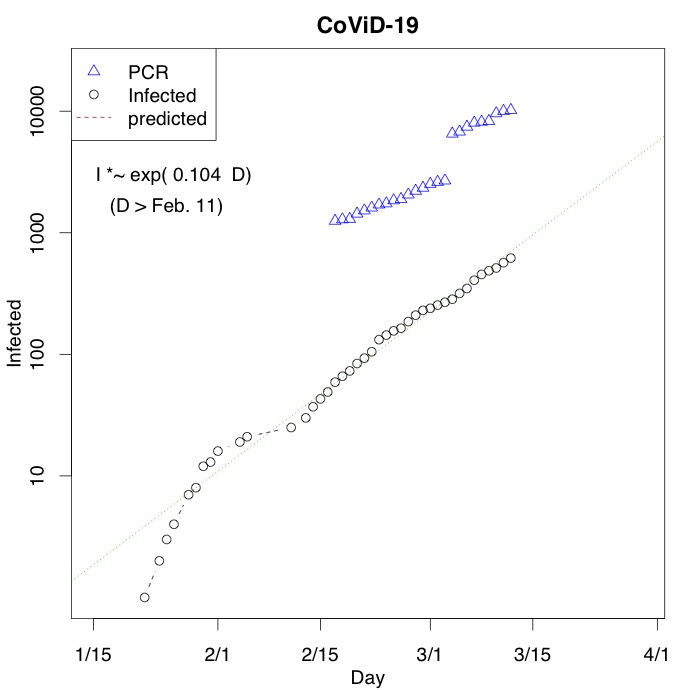 CoViD-19
PCR
Infected
predicted
I *~ exp( 0.104 D)
(D > Feb. 11)
Infected
10000
1000
100
10
1/15 2/1 2/15 3/1 3/15 4/1
Day